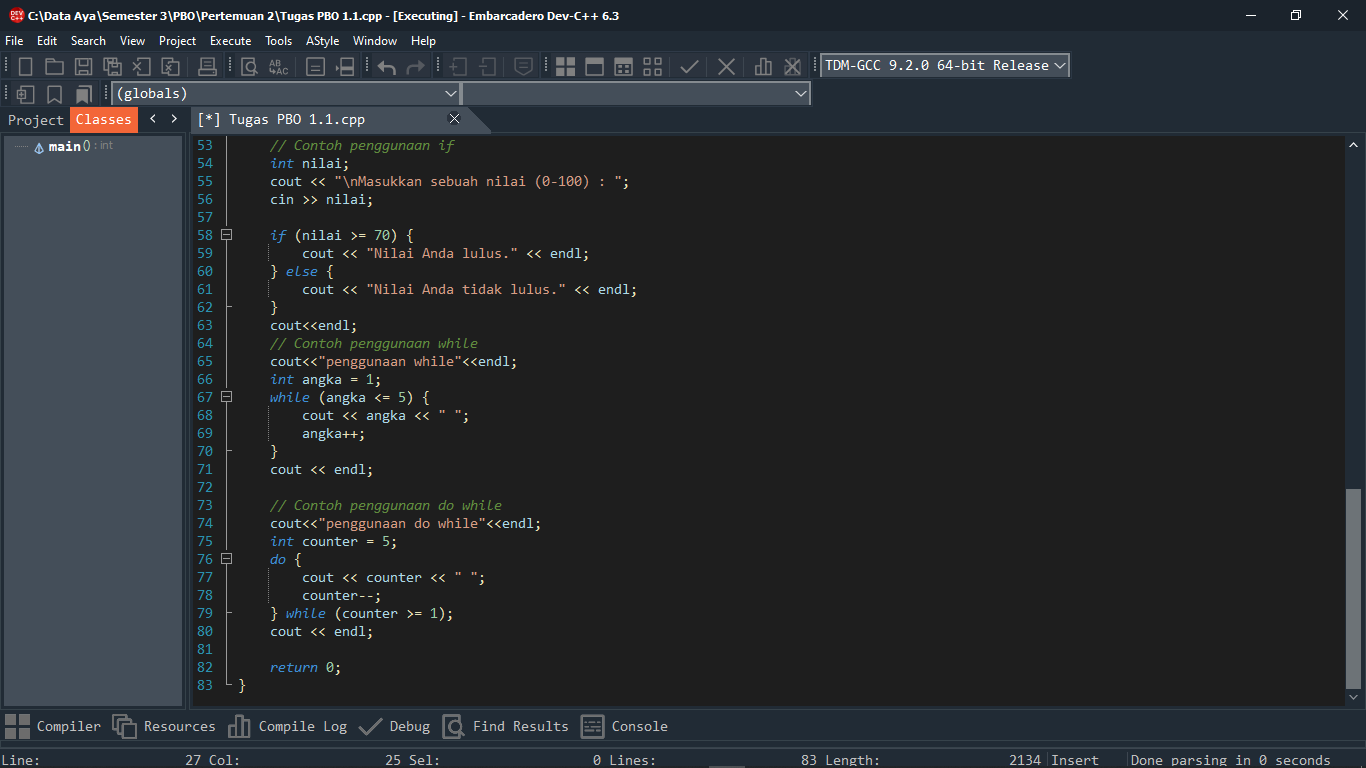 C:\Data Aya\Semester 3\PBO\Pertemuan 2\Tugas PBO 1.1.cpp - [Executing] - Embarcadero Dev-C++ 6.3
File Edit Search View Project Execute Tools AStyle Window Help
TDM-GCC 9.2.0 64-bit Release
(globals)
Project Classes [*] Tugas PBO 1.1.cpp
main() : int
53 // Contoh penggunaan if
54 int nilai;
55 cout << "\nMasukkan sebuah nilai (0-100) : ";
56 cin >> nilai;
57
58 if (nilai >= 70) {
59 cout << "Nilai Anda lulus." << endl;
60 } else {
61 cout << "Nilai Anda tidak lulus." << endl;
62 }
63 cout<<endl;
64 // Contoh penggunaan while
65 cout<<"penggunaan while"<<endl;
66 int angka = 1;
67 while (angka <= 5) {
68 cout << angka << " ";
69 angka++;
70 }
71 cout << endl;
72
73 // Contoh penggunaan do while
74 cout<<"penggunaan do while"<<endl;
75 int counter = 5;
76 do {
77 cout << counter << " ";
78 counter--;
79 } while (counter >= 1);
80 cout << endl;
81
82 return 0;
83 }
Compiler Resources Compile Log Debug Find Results Console
Line: 27 Col: 25 Sel: 0 Lines: 83 Length: 2134 Insert Done parsing in 0 seconds